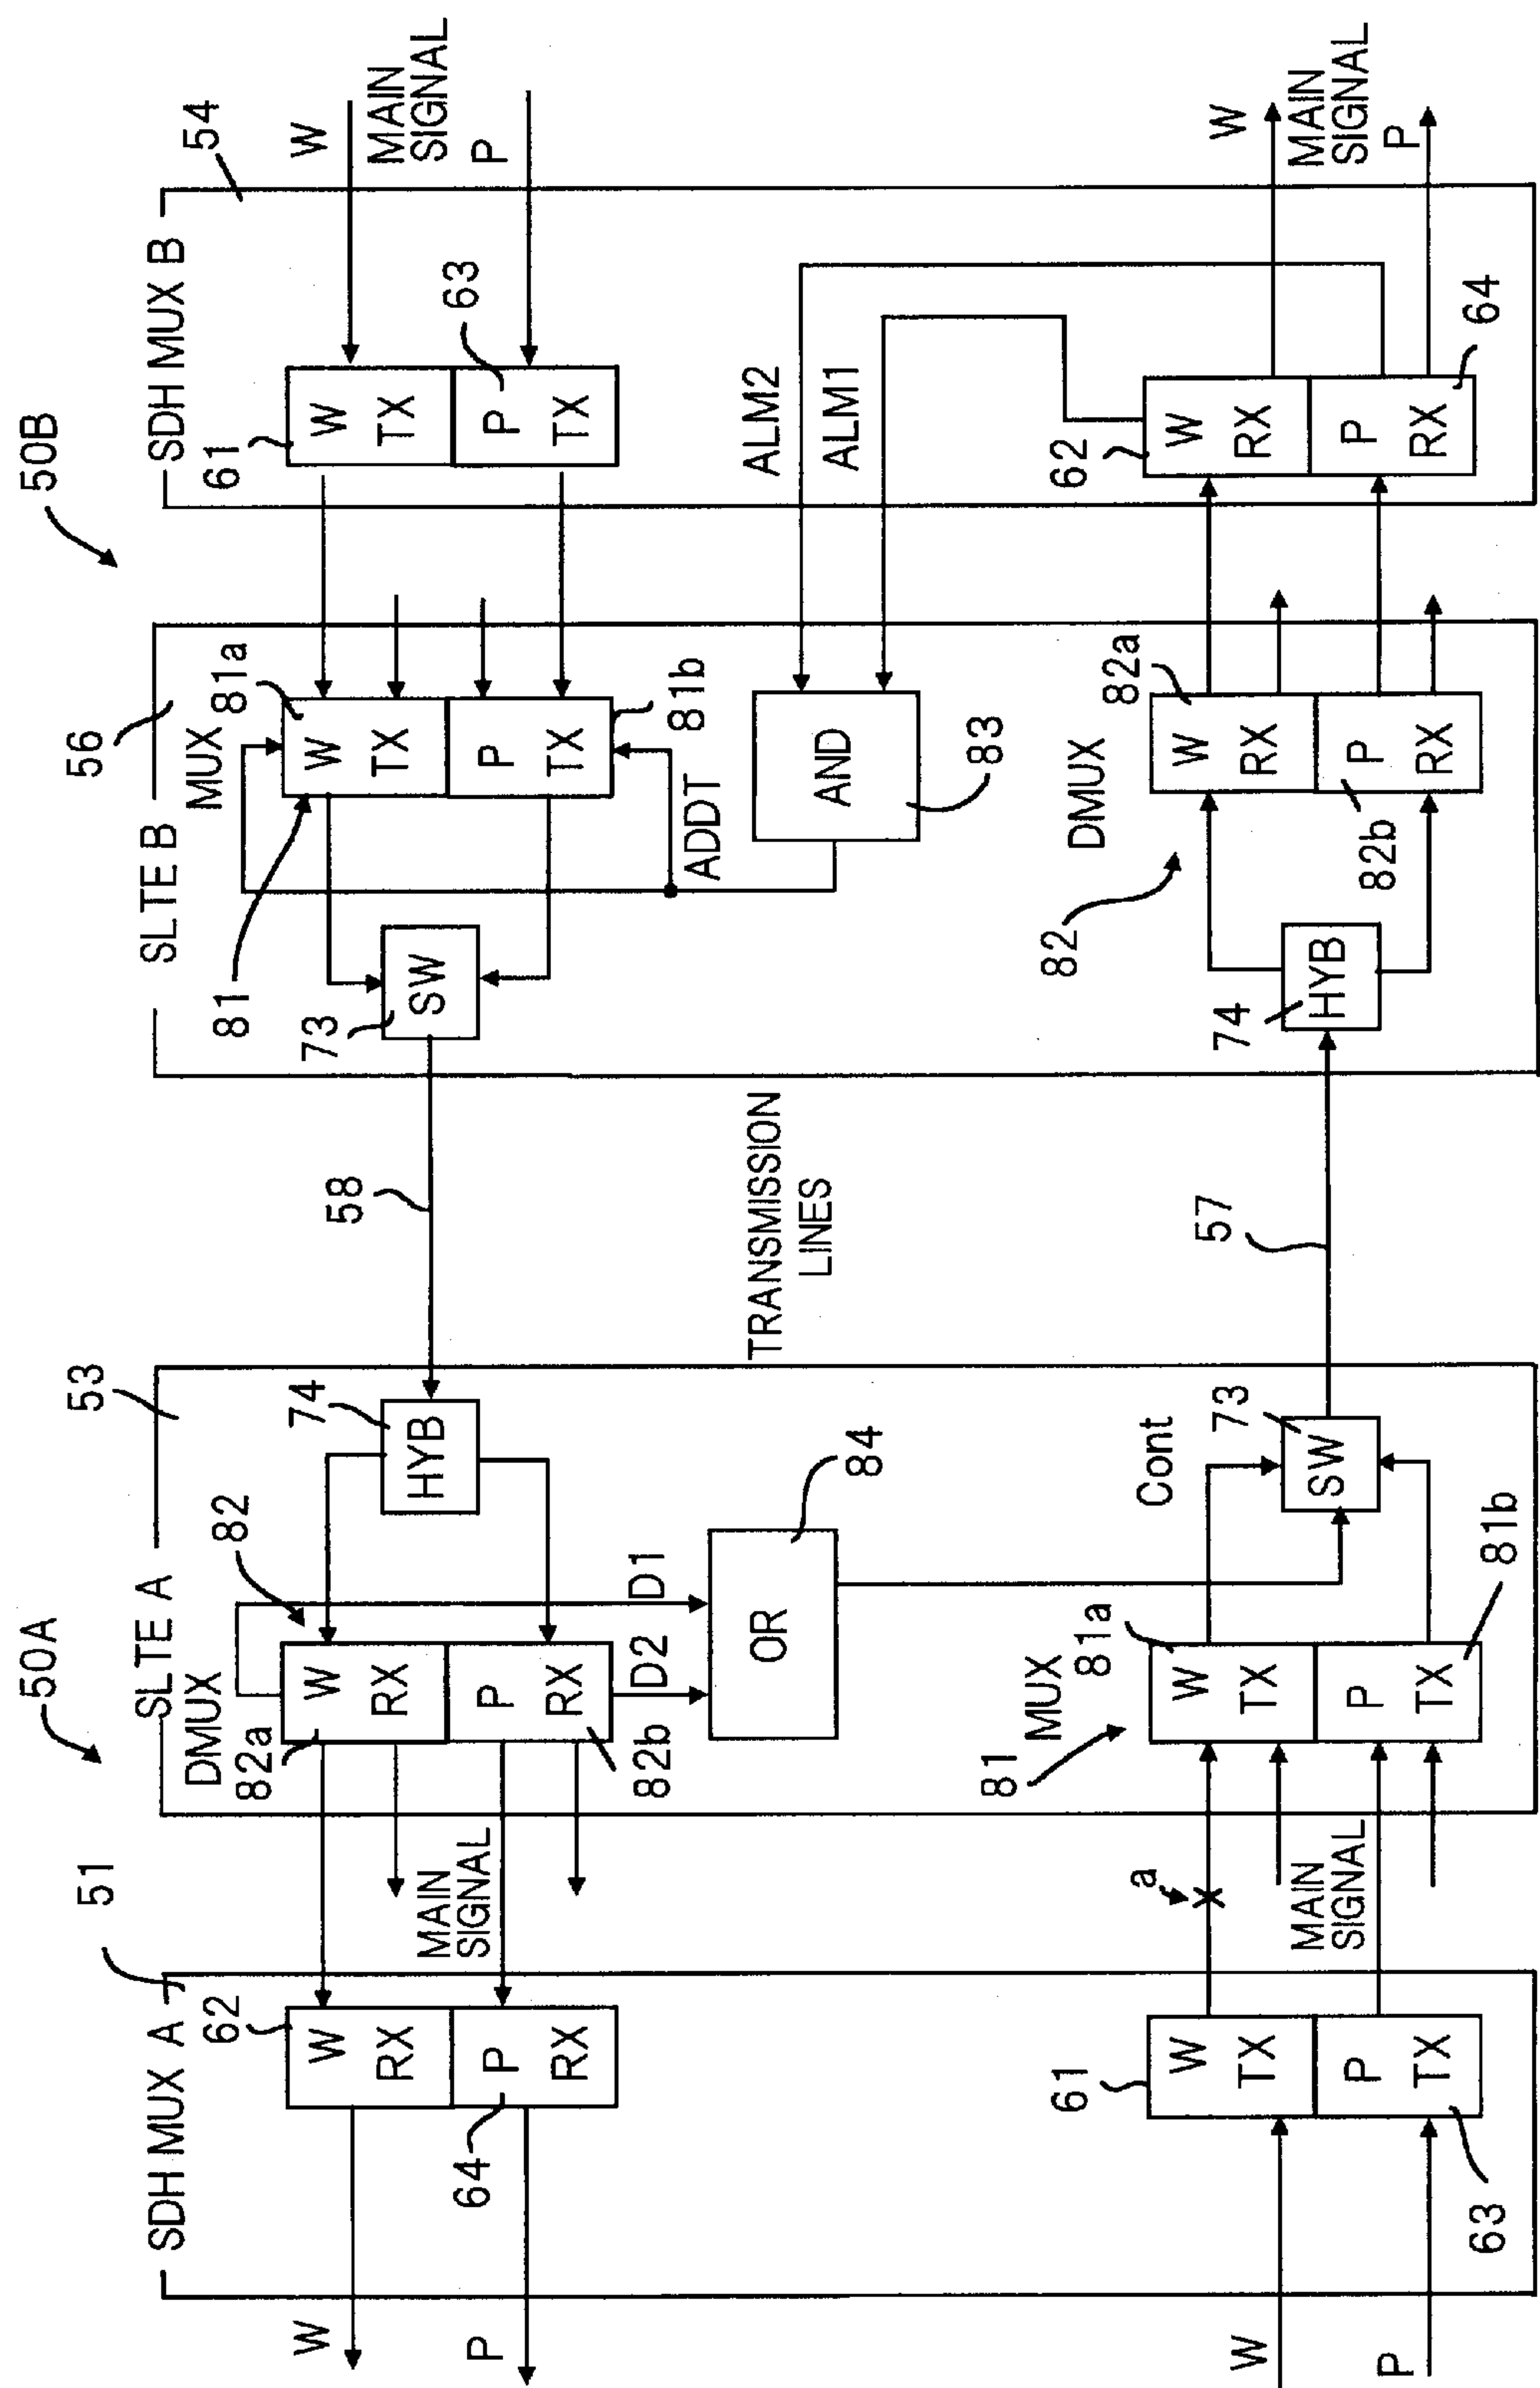 50A
50B
SDH MUX A
51
SLTE A
53
SLTE B
56
SDH MUX B
54
W
P
62
W
RX
P
RX
64
MAIN
SIGNAL
DMUX
82a
W
RX
P
RX
82b
82
D1
D2
74
HYB
OR
84
58
TRANSMISSION
LINES
57
MUX
81a
81
W
TX
P
TX
81b
73
SW
ADDT
AND
83
ALM2
ALM1
61
W
TX
P
TX
63
W
MAIN
SIGNAL
P
W
P
61
W
TX
P
TX
63
a
MAIN
SIGNAL
81
MUX
81a
W
TX
P
TX
81b
Cont
73
SW
74
HYB
82
DMUX
82a
W
RX
P
RX
82b
62
W
RX
P
RX
64
W
MAIN
SIGNAL
P